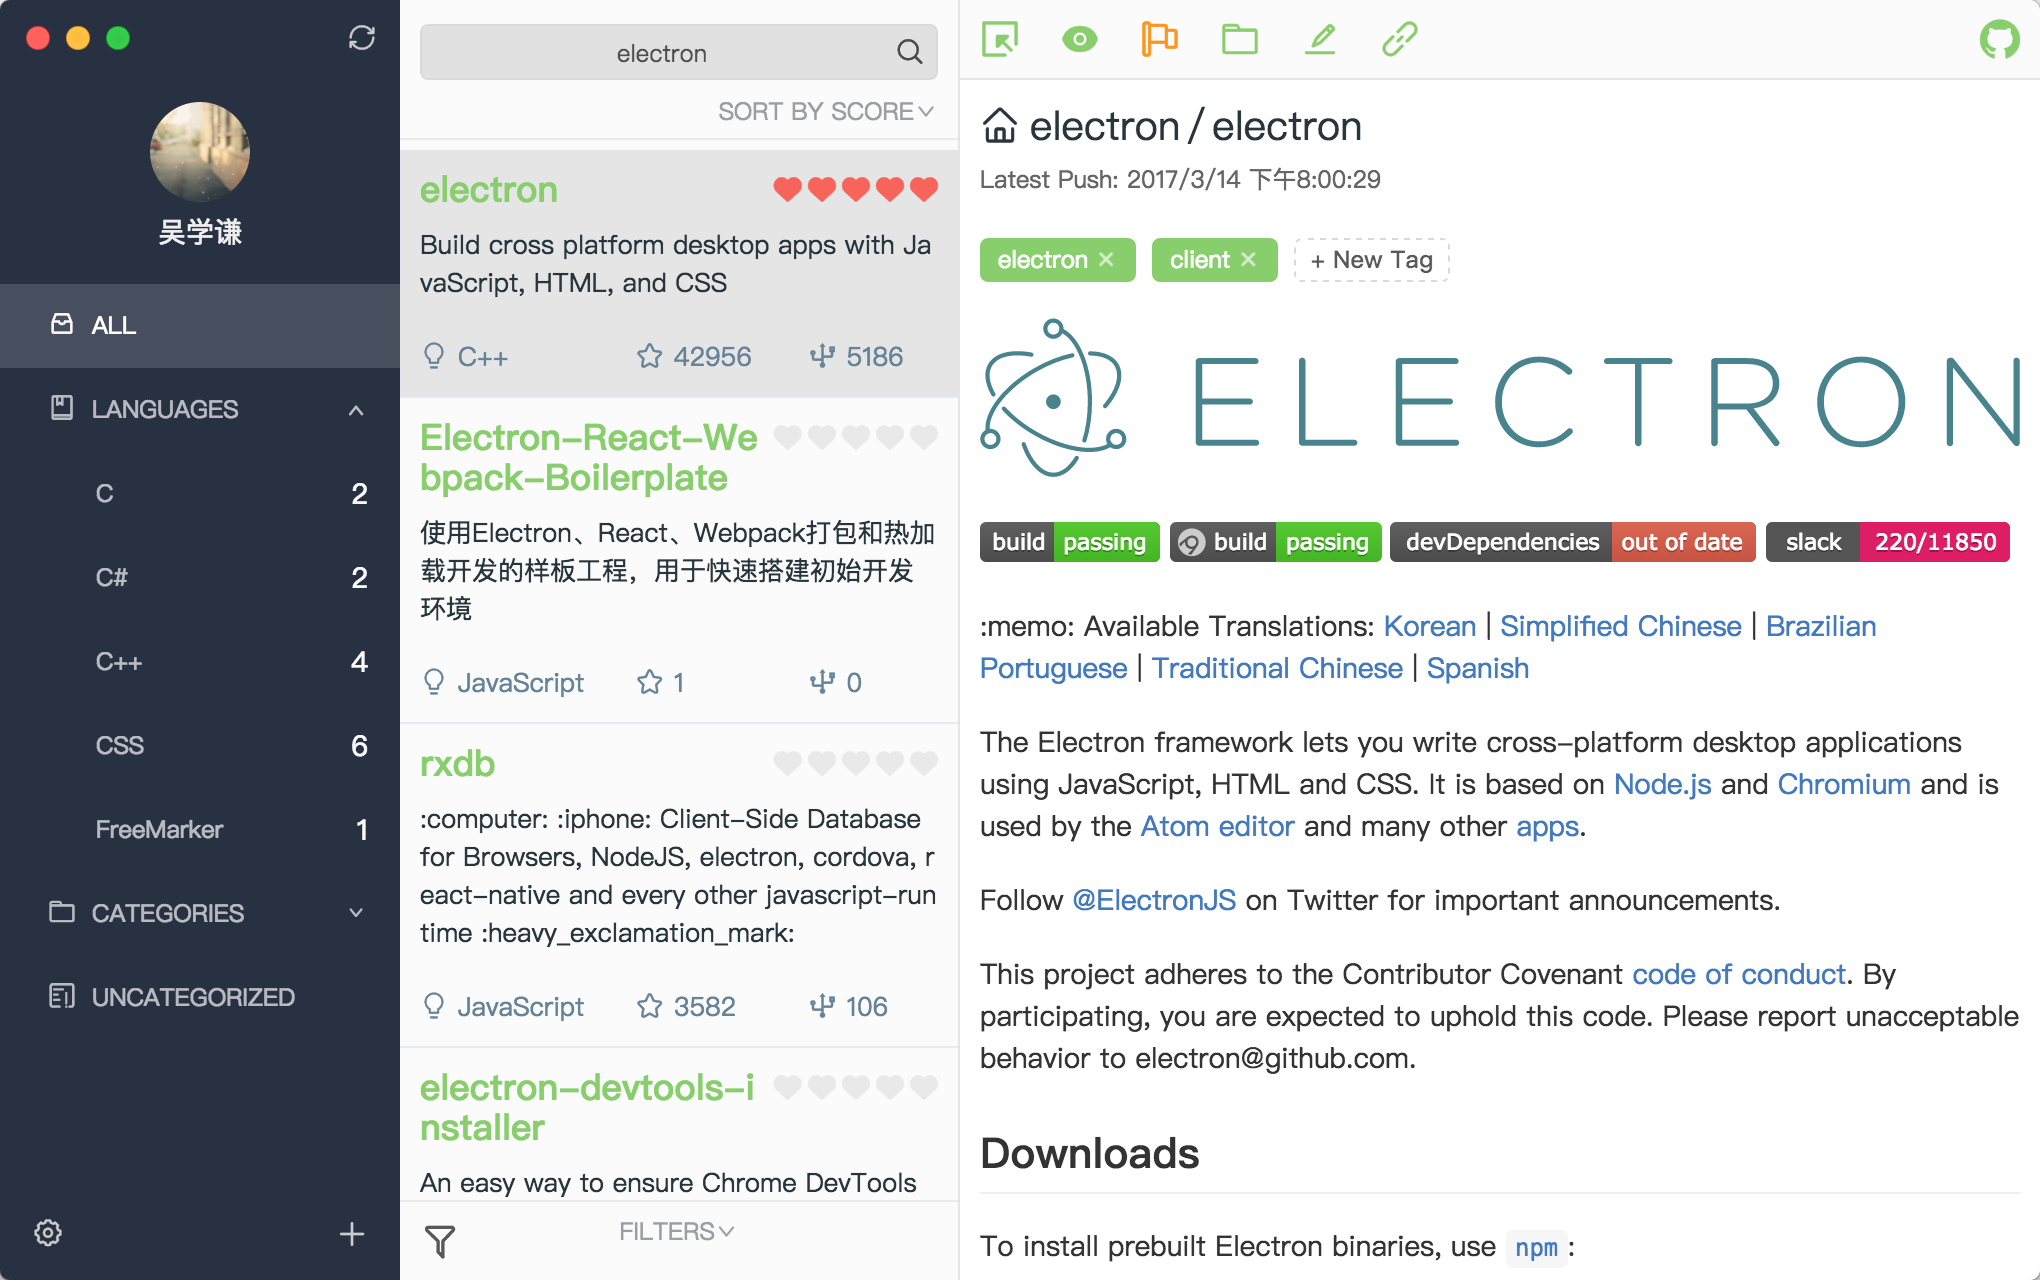 吴学谦
ALL
LANGUAGES
C 2
C# 2
C++ 4
CSS 6
FreeMarker 1
CATEGORIES
UNCATEGORIZED
electron
SORT BY SCORE
electron
Build cross platform desktop apps with Ja
vaScript, HTML, and CSS
C++ 42956 5186
Electron-React-We
bpack-Boilerplate
使用Electron、React、Webpack打包和热加
载开发的样板工程，用于快速搭建初始开发
环境
JavaScript 1 0
rxdb
:computer: :iphone: Client-Side Database
for Browsers, NodeJS, electron, cordova, r
eact-native and every other javascript-run
time :heavy_exclamation_mark:
JavaScript 3582 106
electron-devtools-i
nstaller
An easy way to ensure Chrome DevTools
FILTERS
electron / electron
Latest Push: 2017/3/14 下午8:00:29
electron × client × + New Tag
ELECTRON
build passing build passing devDependencies out of date slack 220/11850
:memo: Available Translations: Korean | Simplified Chinese | Brazilian
Portuguese | Traditional Chinese | Spanish
The Electron framework lets you write cross-platform desktop applications
using JavaScript, HTML and CSS. It is based on Node.js and Chromium and is
used by the Atom editor and many other apps.
Follow @ElectronJS on Twitter for important announcements.
This project adheres to the Contributor Covenant code of conduct. By
participating, you are expected to uphold this code. Please report unacceptable
behavior to electron@github.com.
Downloads
To install prebuilt Electron binaries, use npm :